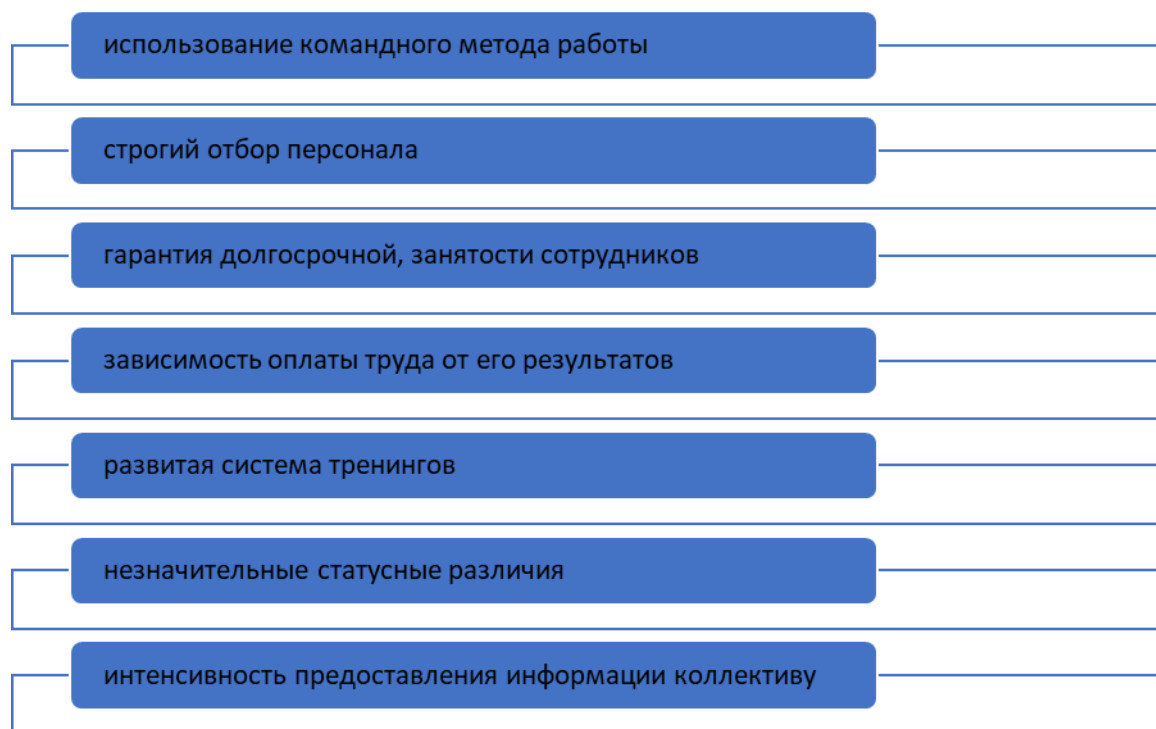 использование командного метода работы
строгий отбор персонала
гарантия долгосрочной, занятости сотрудников
зависимость оплаты труда от его результатов
развитая система тренингов
незначительные статусные различия
интенсивность предоставления информации коллективу